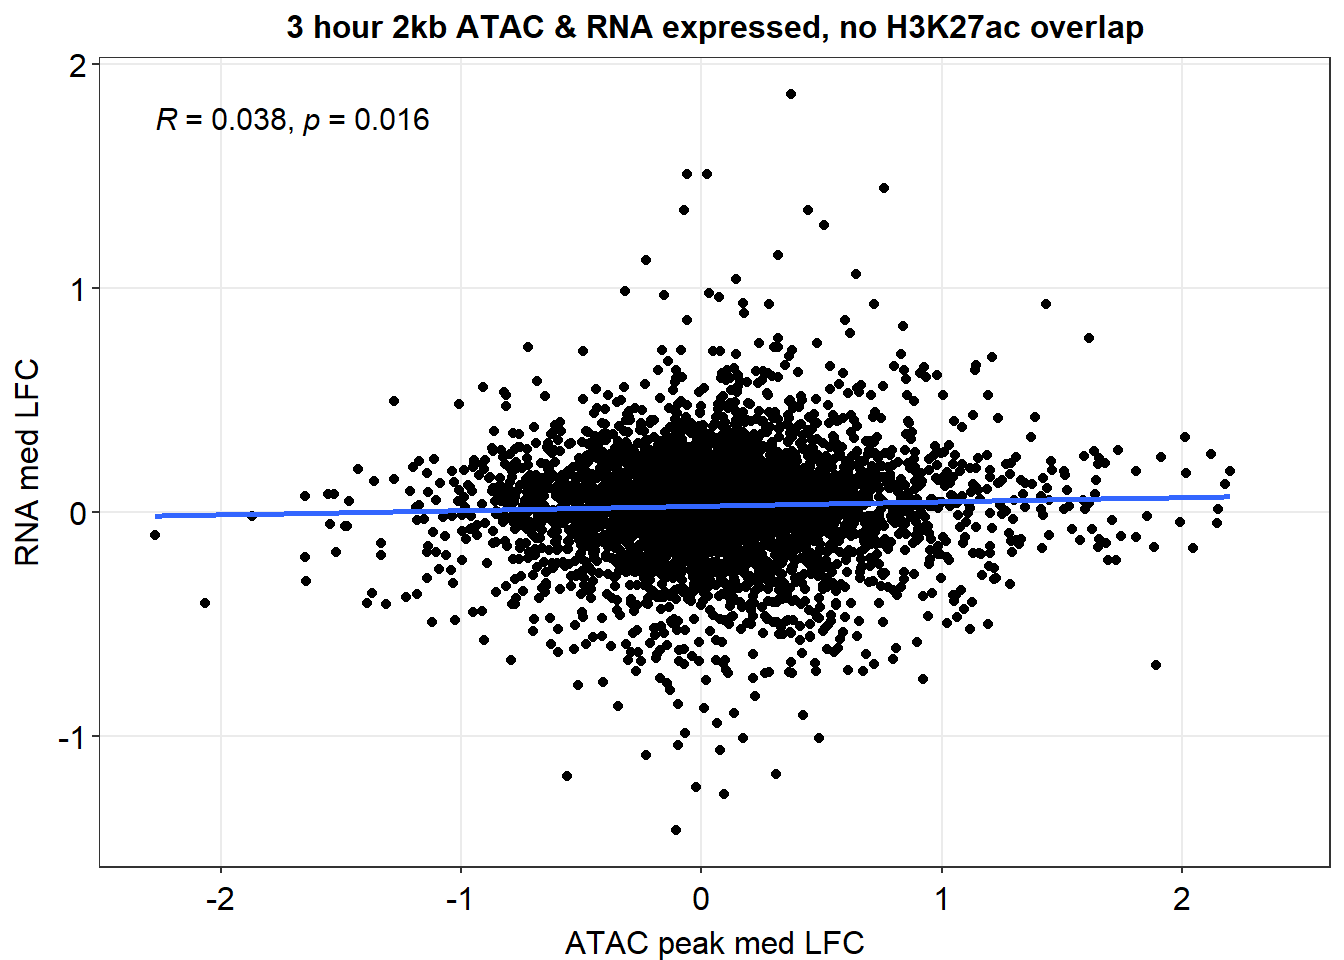 3 hour 2kb ATAC & RNA expressed, no H3K27ac overlap
R = 0.038, p = 0.016
RNA med LFC
2
1
0
-1
-2 -1 0 1 2
ATAC peak med LFC